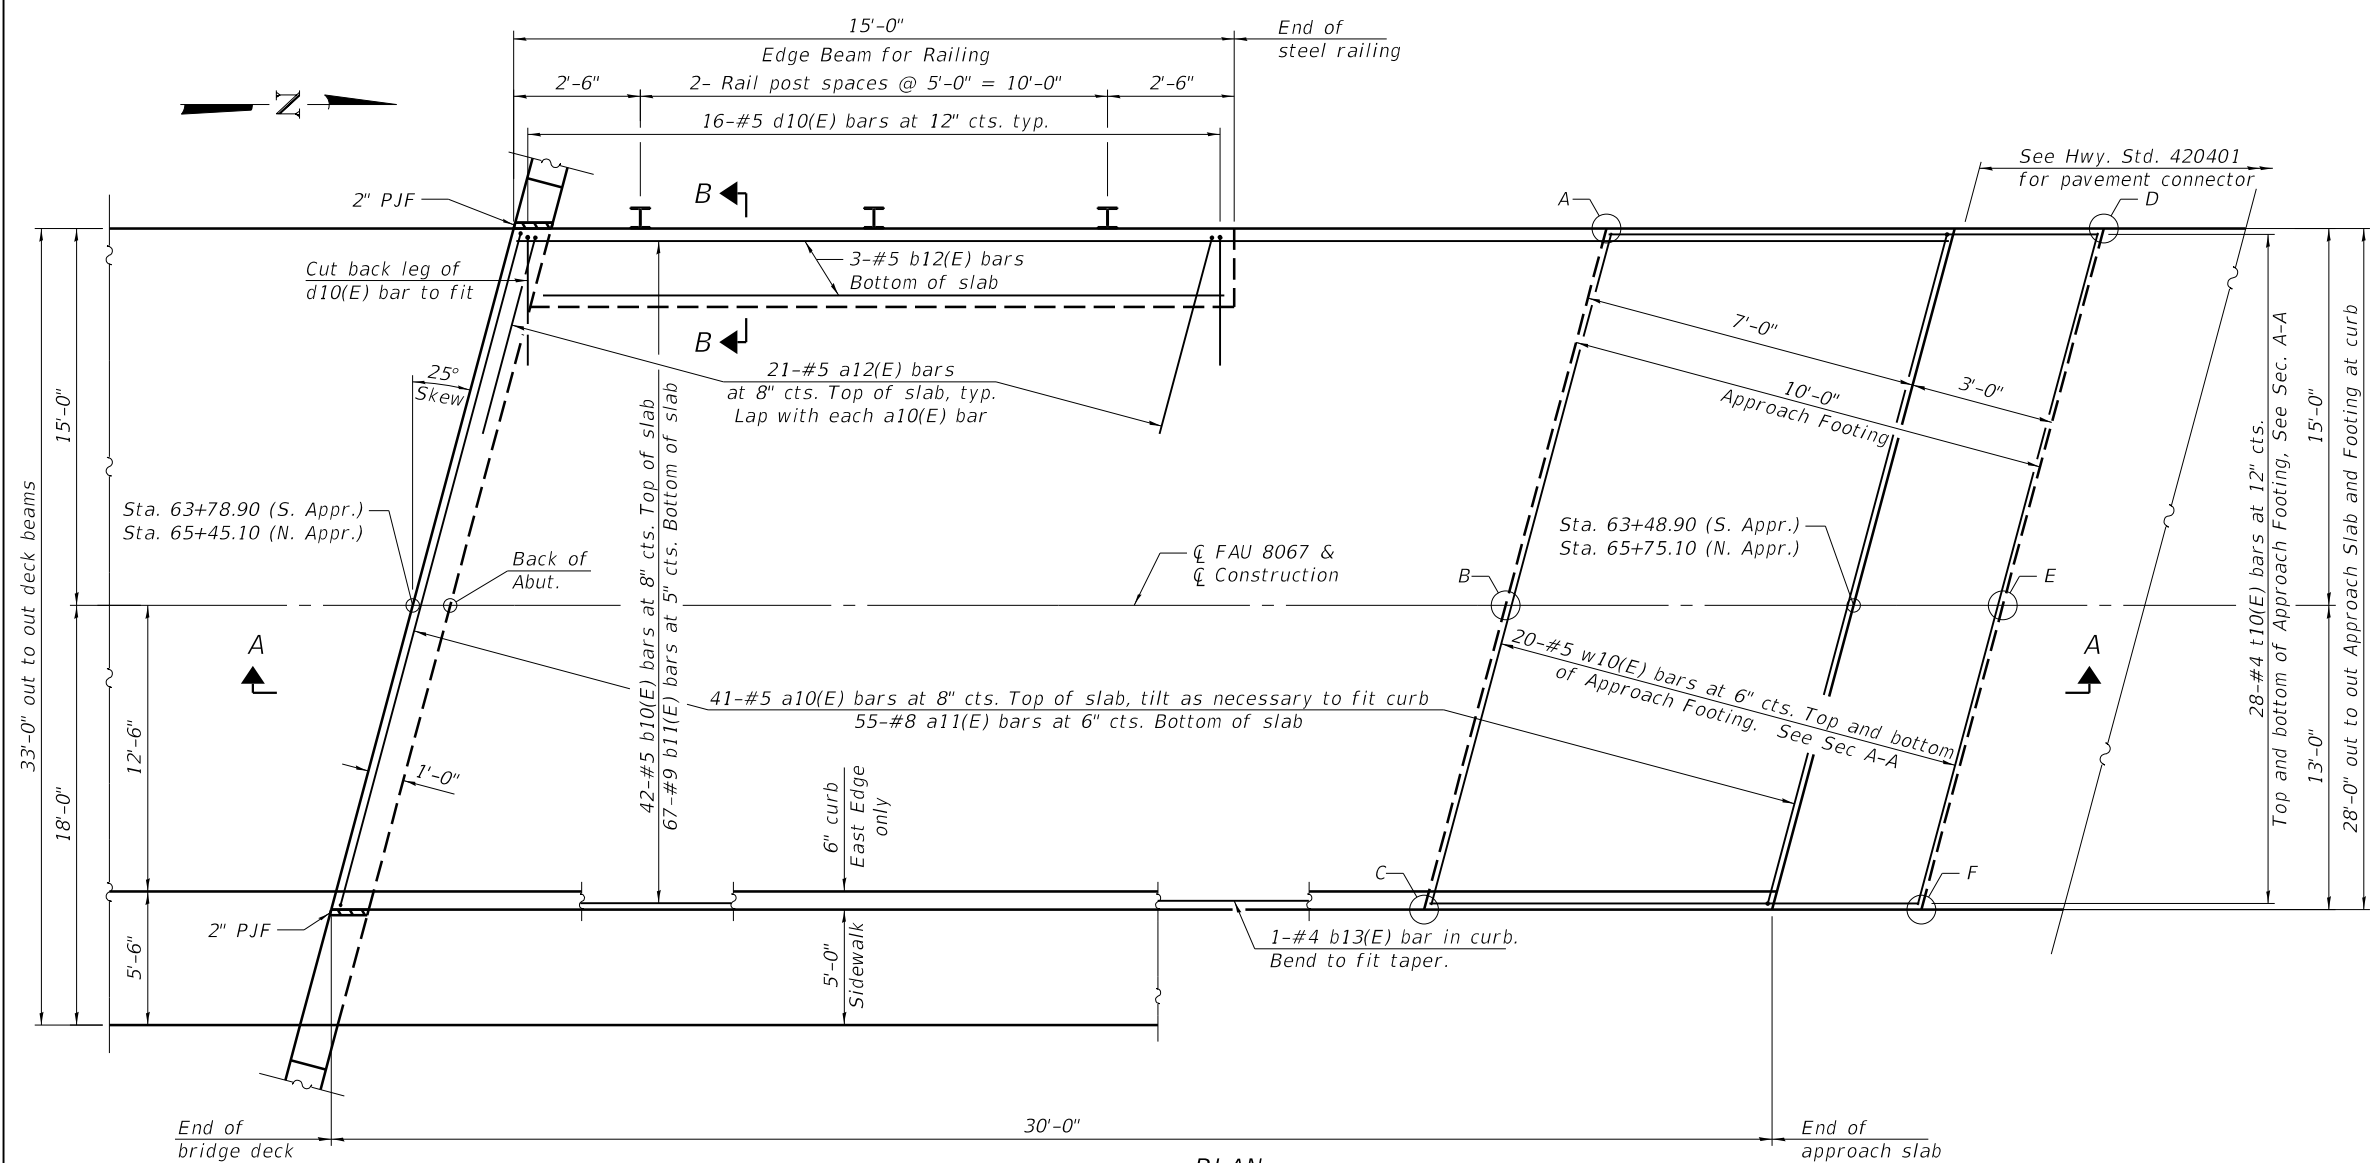 15'-0"
End of
steel railing
Edge Beam for Railing
2'-6"
2- Rail post spaces @ 5'-0" = 10'-0"
2'-6"
N
16-#5 d10(E) bars at 12" cts. typ.
See Hwy. Std. 420401
for pavement connector
2" PJF
B
A
D
Cut back leg of
d10(E) bar to fit
3-#5 b12(E) bars
Bottom of slab
B
7'-0"
25°
Skew
21-#5 a12(E) bars
at 8" cts. Top of slab, typ.
Lap with each a10(E) bar
10'-0"
Approach Footing
3'-0"
15'-0"
15'-0"
33'-0" out to out deck beams
Sta. 63+78.90 (S. Appr.)
Sta. 65+45.10 (N. Appr.)
Back of
Abut.
℄ FAU 8067 &
℄ Construction
Sta. 63+48.90 (S. Appr.)
Sta. 65+75.10 (N. Appr.)
B
E
42-#5 b10(E) bars at 8" cts. Top of slab
67-#9 b11(E) bars at 5" cts. Bottom of slab
28-#4 t10(E) bars at 12" cts.
Top and bottom of Approach Footing, See Sec. A-A
28'-0" out to out Approach Slab and Footing at curb
A
A
20-#5 w10(E) bars at 6" cts. Top and bottom
of Approach Footing. See Sec A-A
41-#5 a10(E) bars at 8" cts. Top of slab, tilt as necessary to fit curb
55-#8 a11(E) bars at 6" cts. Bottom of slab
12'-6"
18'-0"
1'-0"
13'-0"
6" curb
East Edge
only
C
F
2" PJF
5'-6"
5'-0"
Sidewalk
1-#4 b13(E) bar in curb.
Bend to fit taper.
End of
bridge deck
30'-0"
End of
approach slab
PLAN